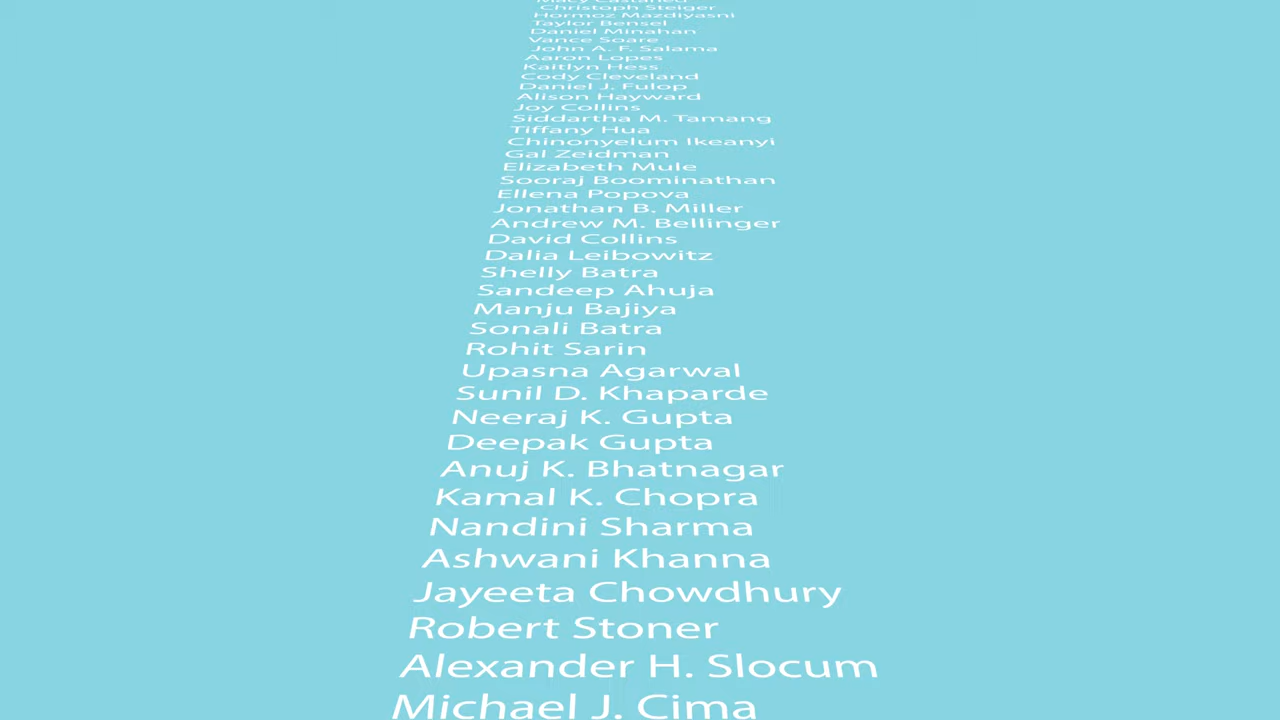 Christoph Steiger
Hormoz Mazdiyasni
Taylor Bensel
Daniel Minahan
Vance Soare
John A. F. Salama
Aaron Lopes
Kaitlyn Hess
Cody Cleveland
Daniel J. Fulop
Alison Hayward
Joy Collins
Siddartha M. Tamang
Tiffany Hua
Chinonyelum Ikeanyi
Gal Zeidman
Elizabeth Mule
Sooraj Boominathan
Ellena Popova
Jonathan B. Miller
Andrew M. Bellinger
David Collins
Dalia Leibowitz
Shelly Batra
Sandeep Ahuja
Manju Bajiya
Sonali Batra
Rohit Sarin
Upasna Agarwal
Sunil D. Khaparde
Neeraj K. Gupta
Deepak Gupta
Anuj K. Bhatnagar
Kamal K. Chopra
Nandini Sharma
Ashwani Khanna
Jayeeta Chowdhury
Robert Stoner
Alexander H. Slocum
Michael J. Cima